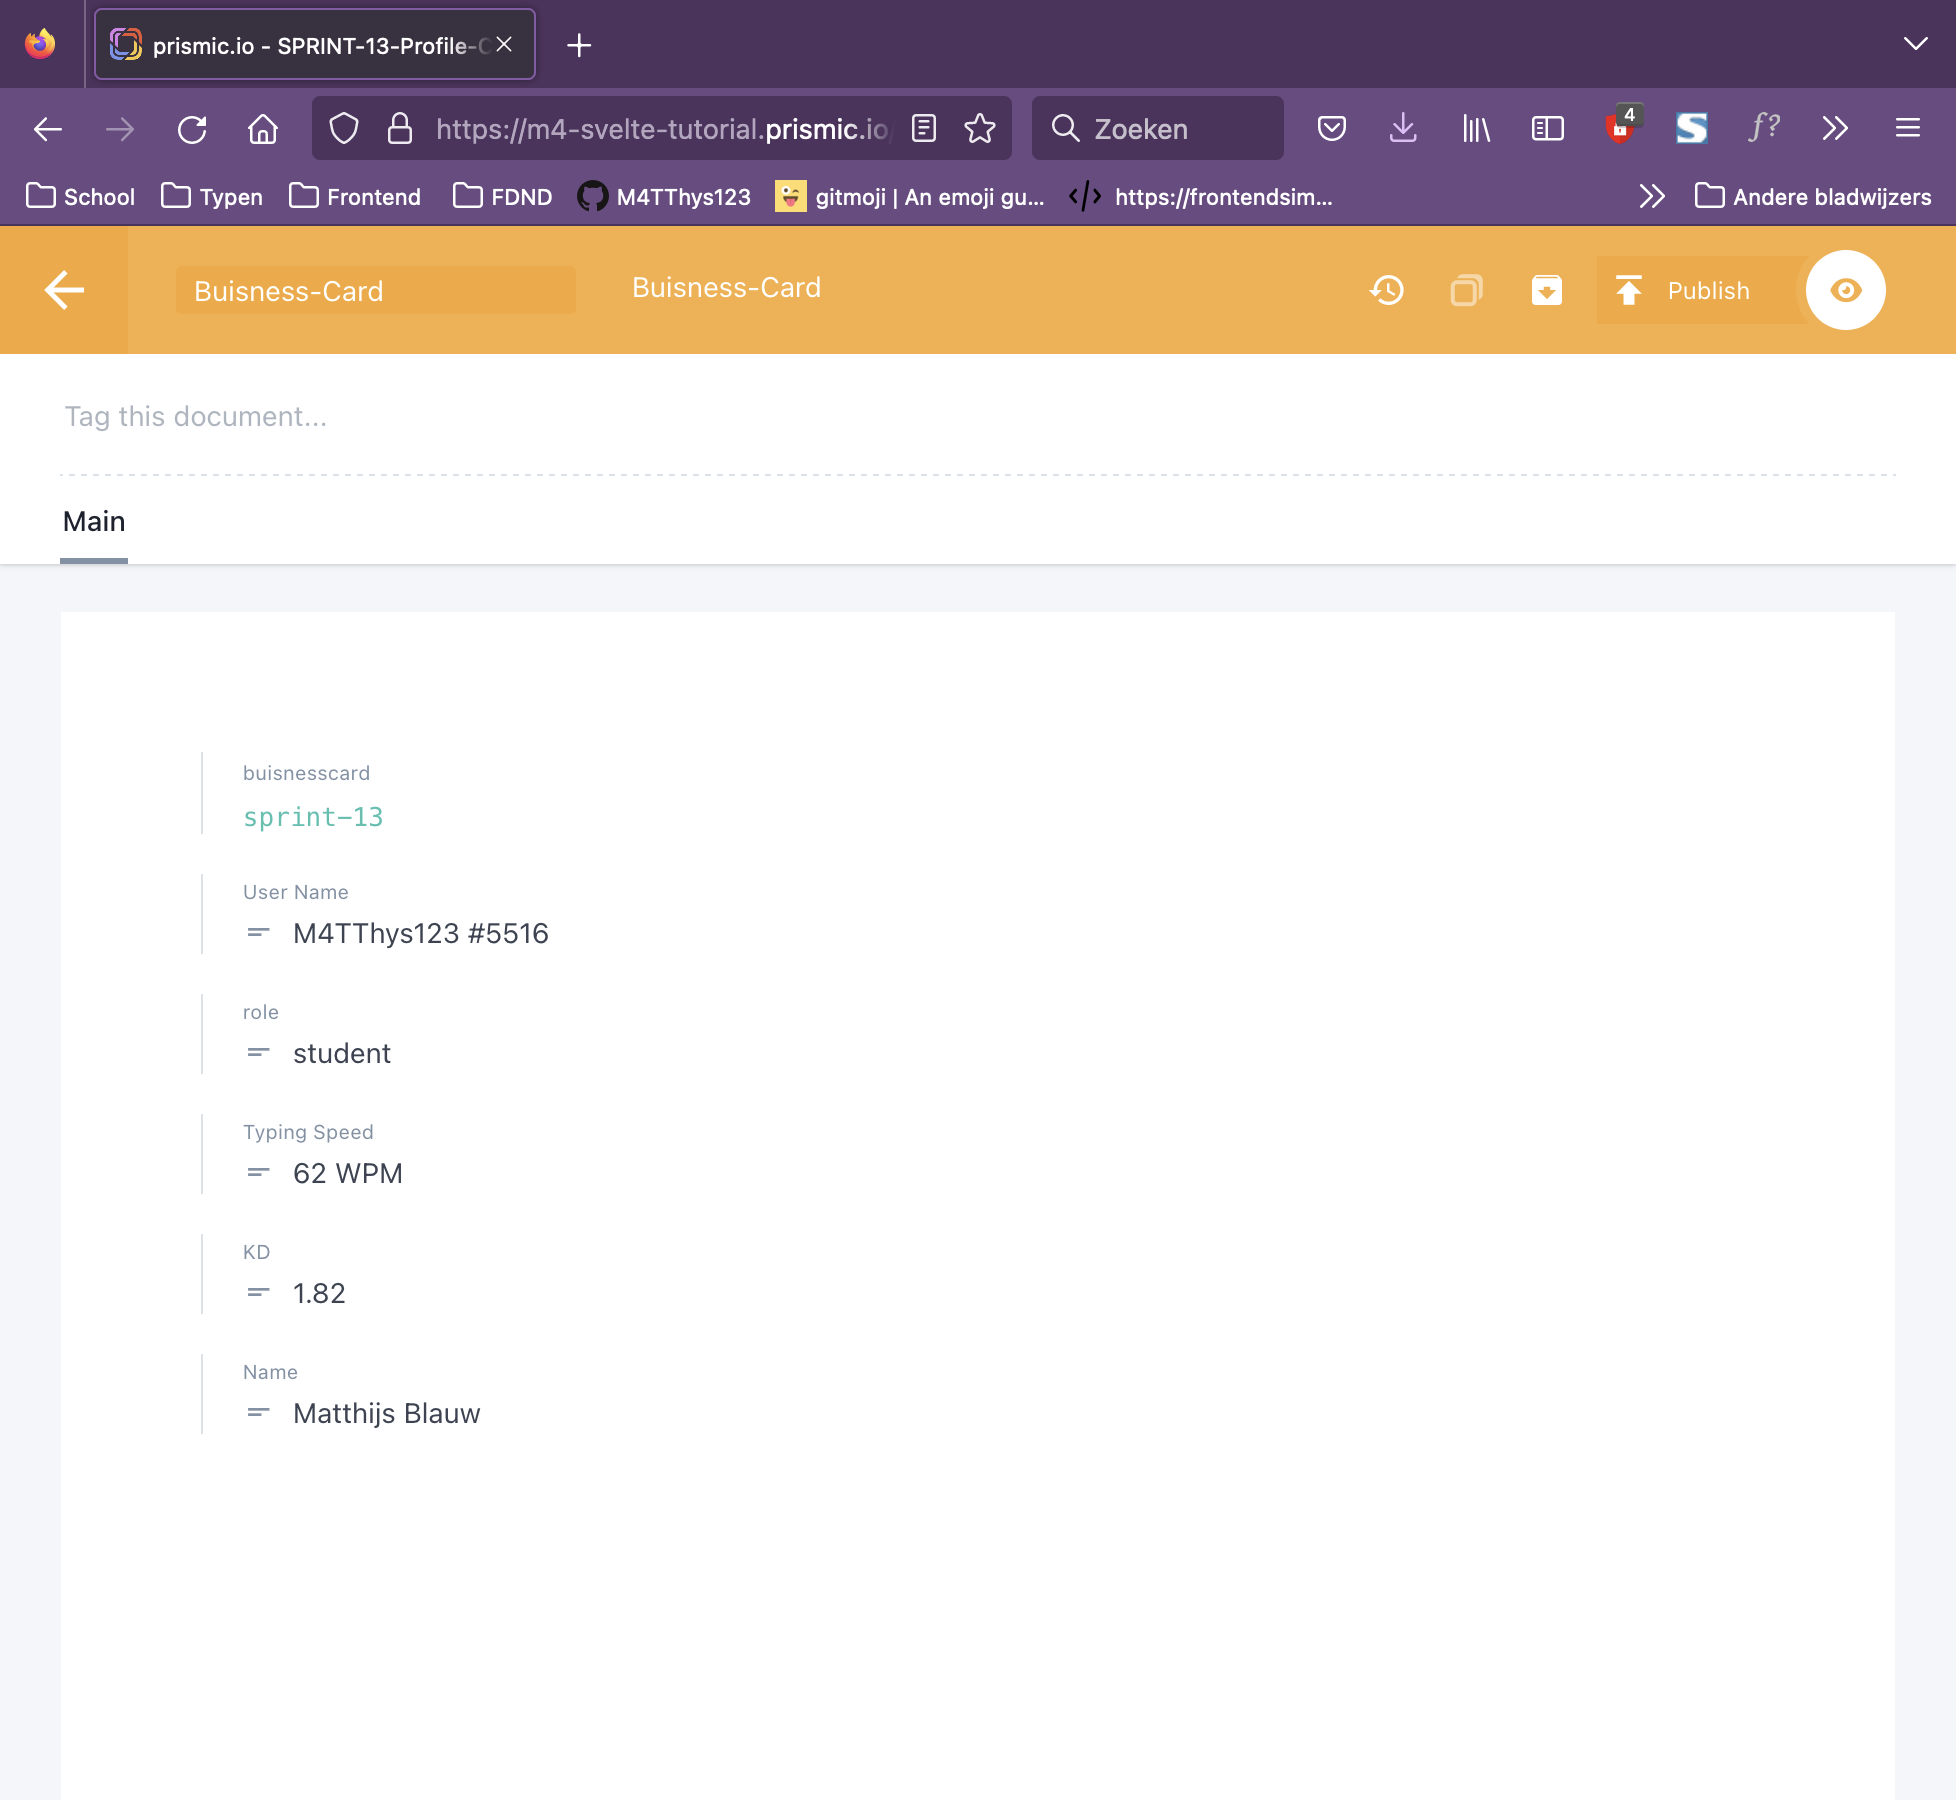 prismic.io - SPRINT-13-Profile-C
https://m4-svelte-tutorial.prismic.io/
Zoeken
4
f?
School
Typen
Frontend
FDND
M4TThys123
gitmoji | An emoji gu...
https://frontendsim...
Andere bladwijzers
Buisness-Card
Buisness-Card
Publish
Tag this document...
Main
buisnesscard
sprint-13
User Name
M4TThys123 #5516
role
student
Typing Speed
62 WPM
KD
1.82
Name
Matthijs Blauw